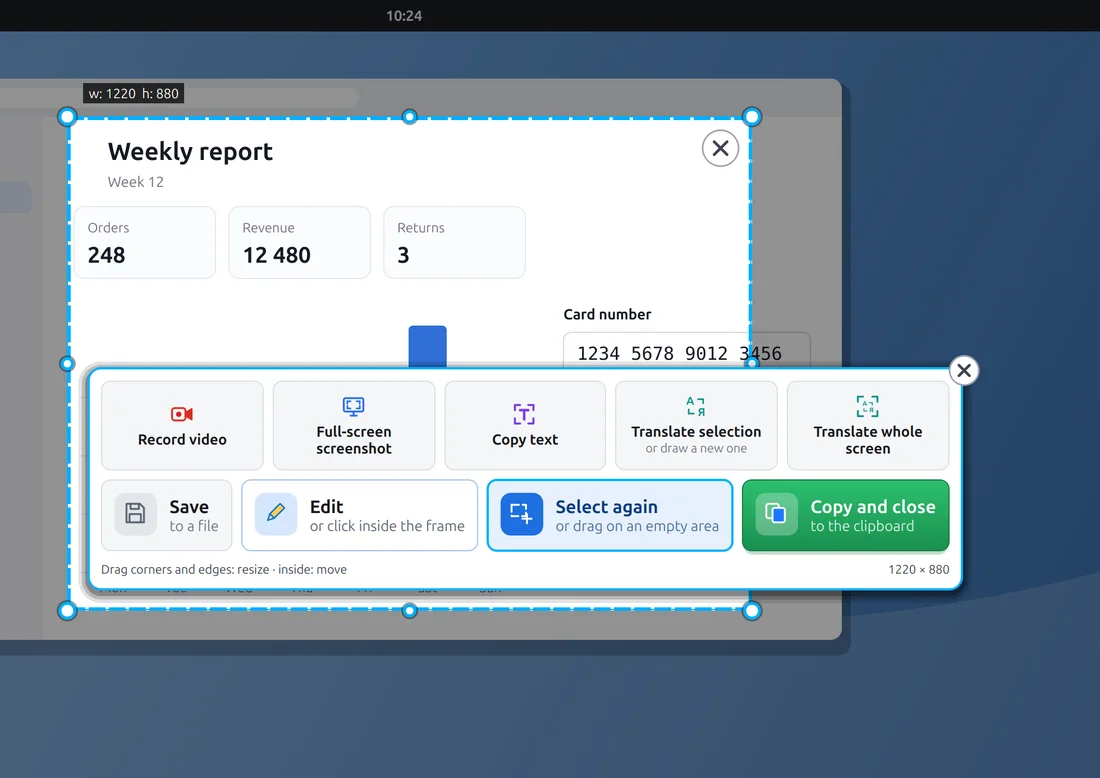 10:24
w: 1220 h: 880
Weekly report
Week 12
Orders
248
Revenue
12 480
Returns
3
Card number
1234 5678 9012 3456
Record video
Full-screen
screenshot
Copy text
Translate selection
or draw a new one
Translate whole
screen
Save
to a file
Edit
or click inside the frame
Select again
or drag on an empty area
Copy and close
to the clipboard
Drag corners and edges: resize · inside: move
1220 × 880